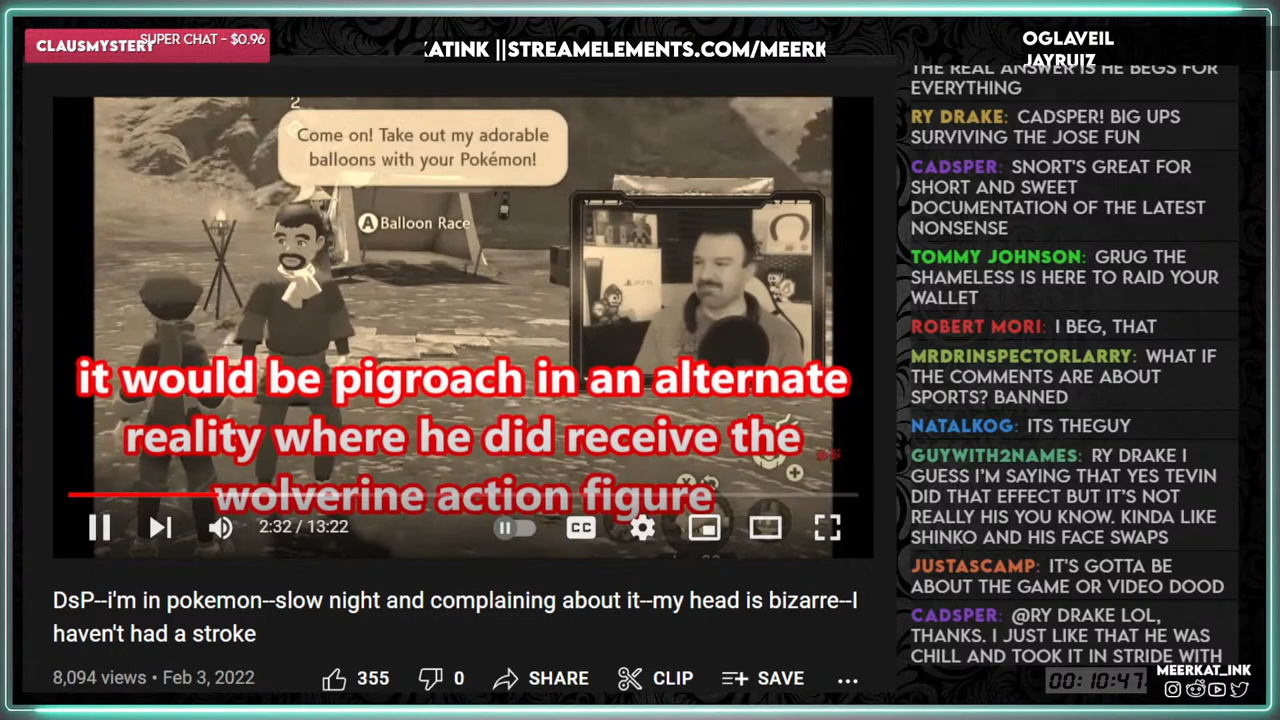 CLAUSMYSTERY
SUPER CHAT - $0.96
KATINK ||STREAMELEMENTS.COM/MEERK
OGLAVEIL
JAYRUIZ
2
Come on! Take out my adorable
balloons with your Pokémon!
A Balloon Race
it would be pigroach in an alternate
reality where he did receive the
wolverine action figure
2:32 / 13:22
CC
DsP--i'm in pokemon--slow night and complaining about it--my head is bizarre--I
haven't had a stroke
8,094 views • Feb 3, 2022
355
0
SHARE
CLIP
SAVE
THE REAL ANSWER IS HE BEGS FOR
EVERYTHING
RY DRAKE: CADSPER! BIG UPS
SURVIVING THE JOSE FUN
CADSPER: SNORT'S GREAT FOR
SHORT AND SWEET
DOCUMENTATION OF THE LATEST
NONSENSE
TOMMY JOHNSON: GRUG THE
SHAMELESS IS HERE TO RAID YOUR
WALLET
ROBERT MORI: I BEG, THAT
MRDRINSPECTORLARRY: WHAT IF
THE COMMENTS ARE ABOUT
SPORTS? BANNED
NATALKOG: ITS THEGUY
GUYWITH2NAMES: RY DRAKE I
GUESS I'M SAYING THAT YES TEVIN
DID THAT EFFECT BUT IT'S NOT
REALLY HIS YOU KNOW. KINDA LIKE
SHINKO AND HIS FACE SWAPS
JUSTASCAMP: IT'S GOTTA BE
ABOUT THE GAME OR VIDEO DOOD
CADSPER: @RY DRAKE LOL,
THANKS. I JUST LIKE THAT HE WAS
CHILL AND TOOK IT IN STRIDE WITH
00:10:47
MEERKAT_INK